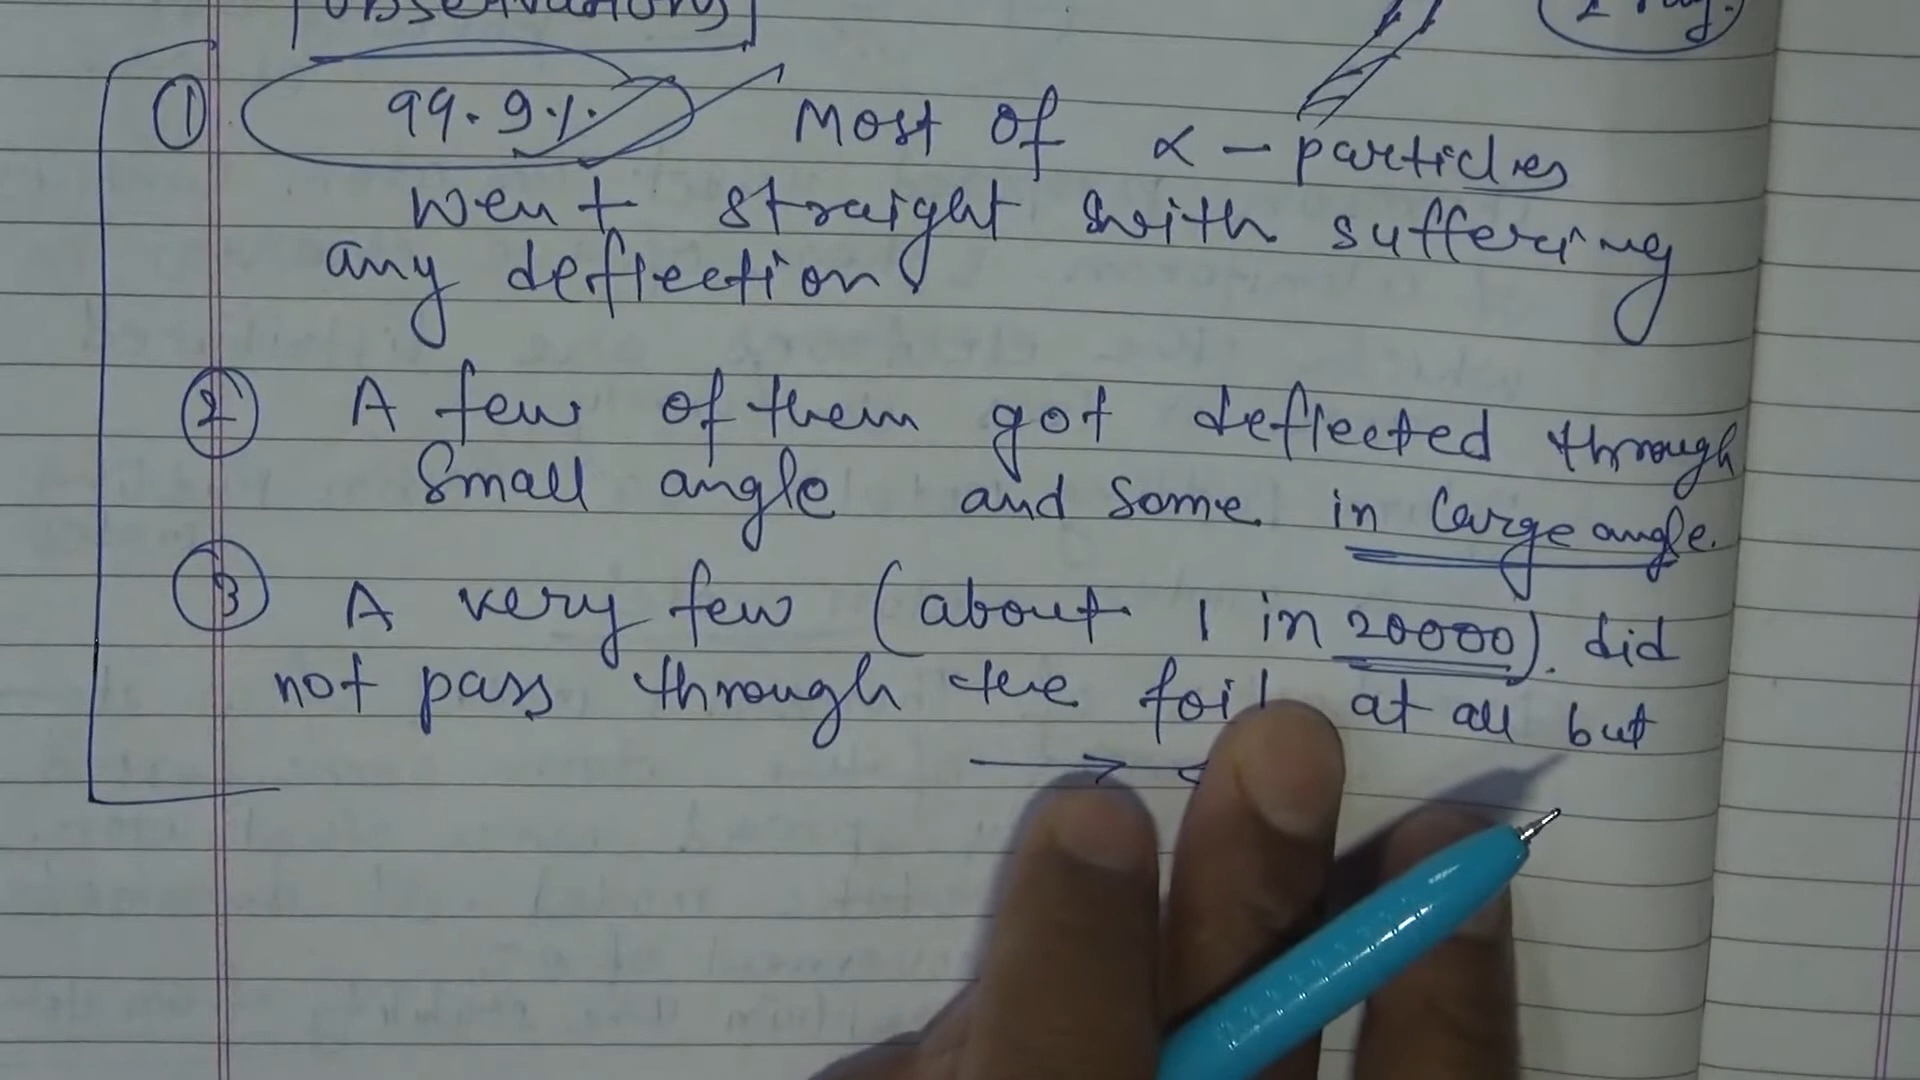 observations
① 99.9% Most of α - particles
went straight with suffering
any deflection
② A few of them got deflected through
small angle and some in large angle.
③ A very few (about 1 in 20000). did
not pass through the foil at all but